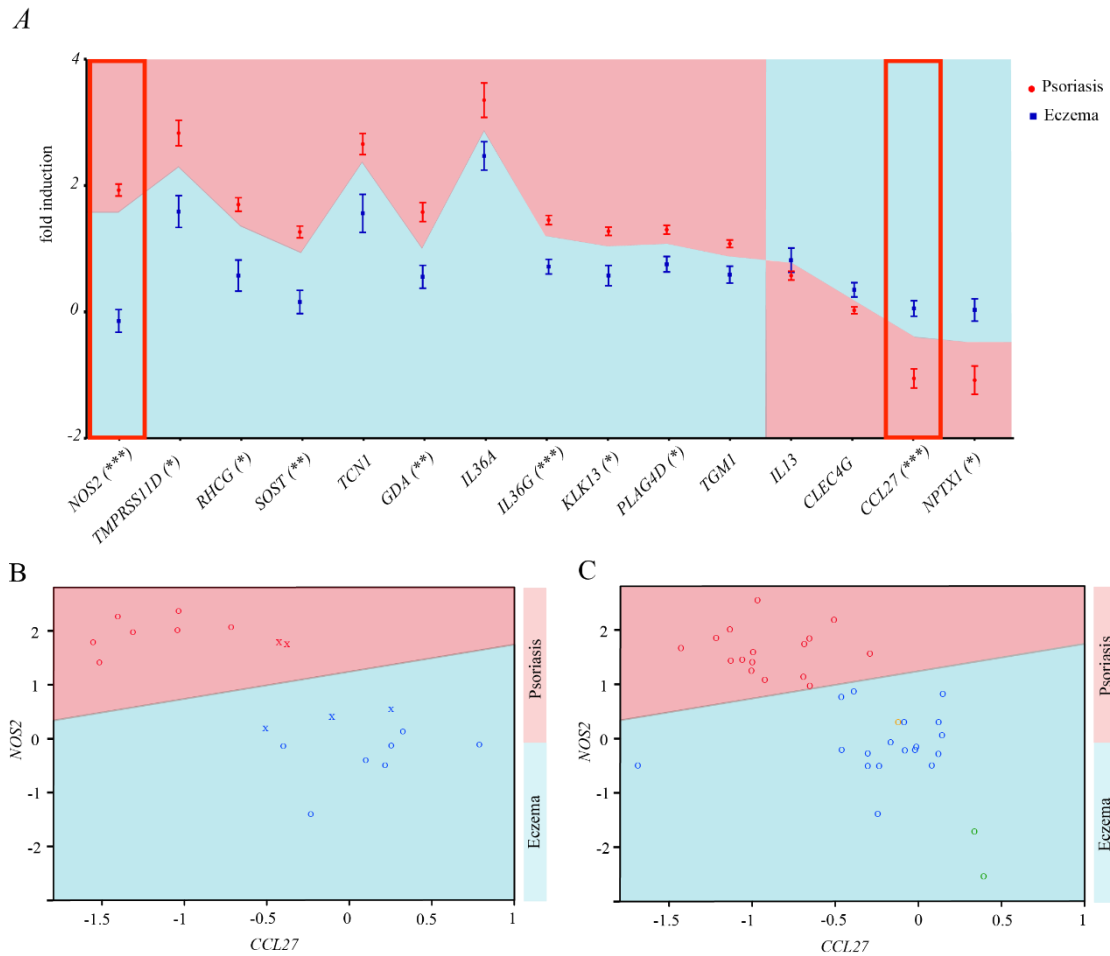 A
4
2
0
-2
fold induction
Psoriasis
Eczema
NOS2 (***)
TMPRSS11D (*)
RHCG (*)
SOST (**)
TCN1
GDA (**)
IL36A
IL36G (***)
KLK13 (*)
PLAG4D (*)
TGM1
IL13
CLEC4G
CCL27 (***)
NPTX1 (*)
B
2
1
0
-1
-2
NOS2
-1.5
-1
-0.5
0
0.5
1
CCL27
Psoriasis
Eczema
C
2
1
0
-1
-2
NOS2
-1.5
-1
-0.5
0
0.5
1
CCL27
Psoriasis
Eczema